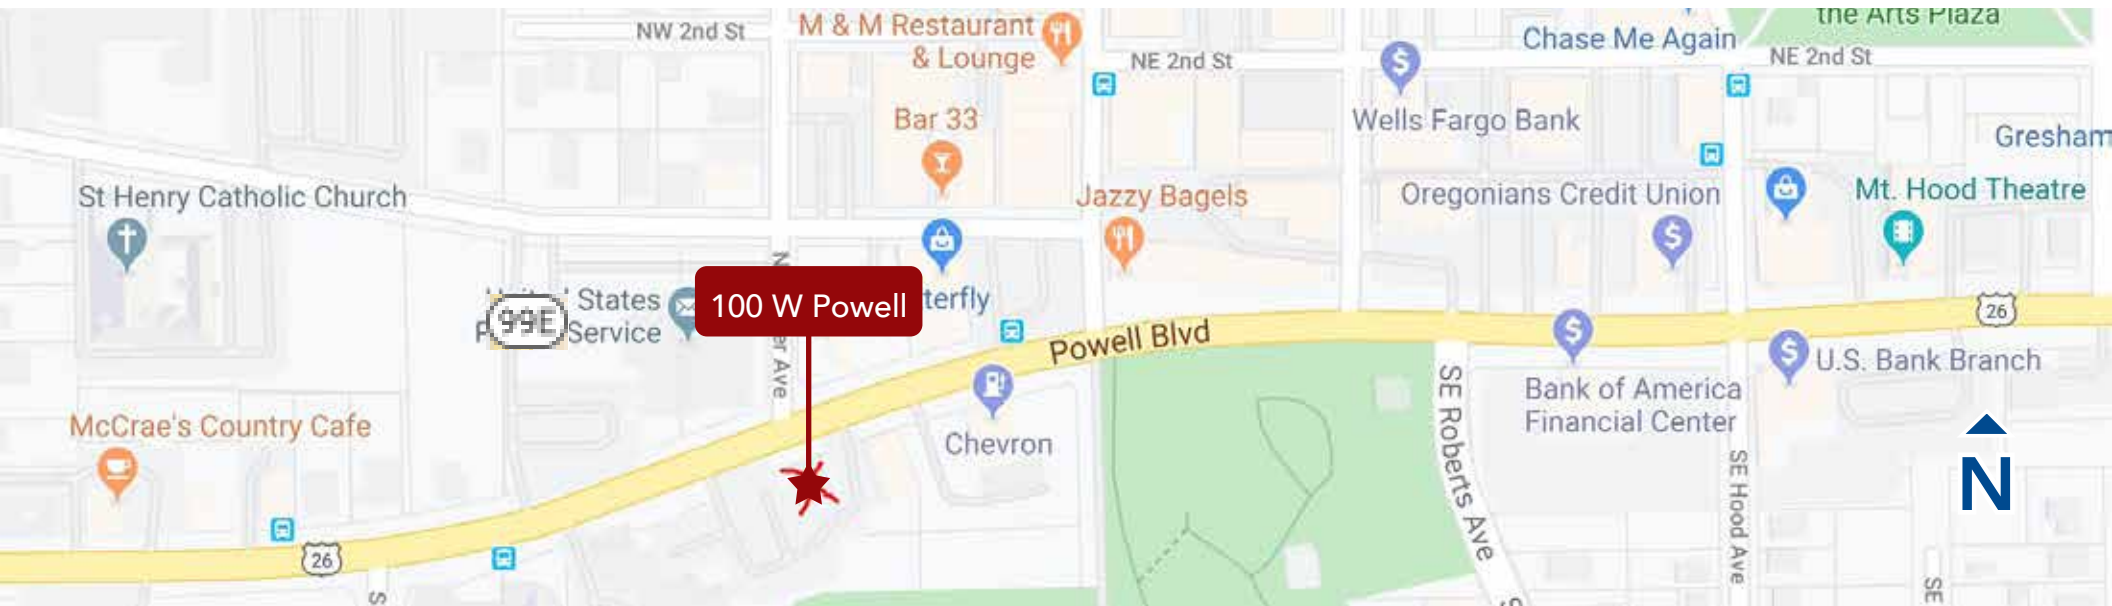 NW 2nd St
M & M Restaurant
& Lounge
NE 2nd St
Chase Me Again
the Arts Plaza
NE 2nd St
Bar 33
Wells Fargo Bank
Gresham
St Henry Catholic Church
Jazzy Bagels
Oregonians Credit Union
Mt. Hood Theatre
States
Service
99E
100 W Powell
terfly
er Ave
Powell Blvd
26
U.S. Bank Branch
Bank of America
Financial Center
SE Roberts Ave
SE Hood Ave
McCrae's Country Cafe
Chevron
N
26
S
SE